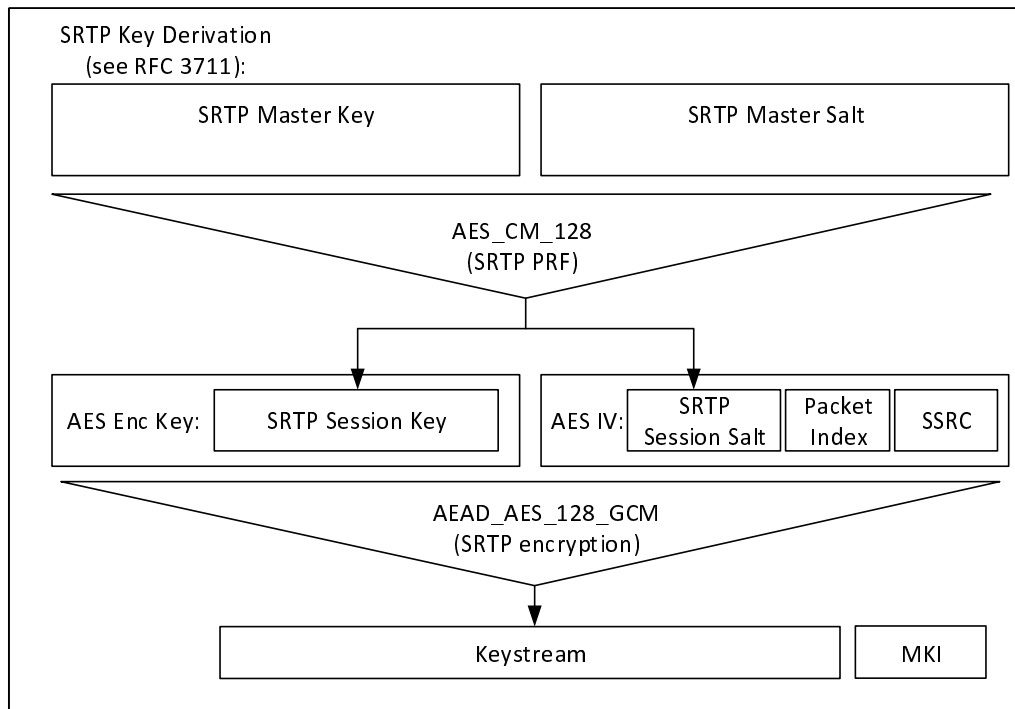 SRTP Key Derivation
(see RFC 3711):
SRTP Master Key
SRTP Master Salt
AES_CM_128
(SRTP PRF)
AES Enc Key:
SRTP Session Key
AES IV:
SRTP
Session Salt
Packet
Index
SSRC
AEAD_AES_128_GCM
(SRTP encryption)
Keystream
MKI